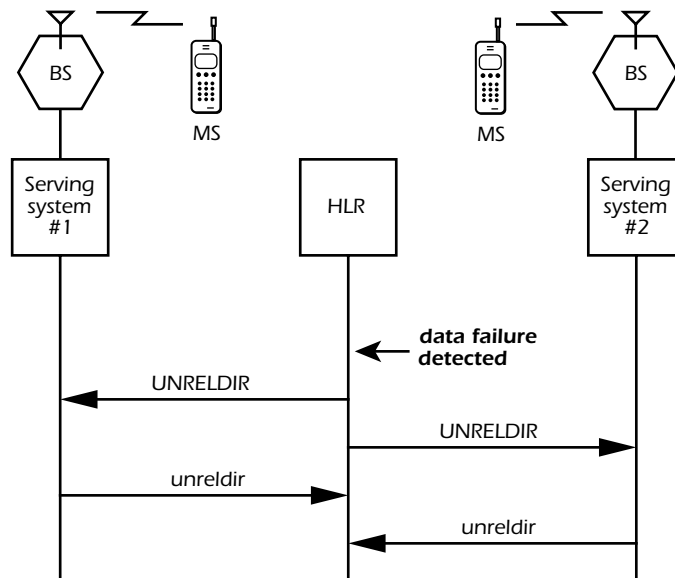 BS
BS
MS
MS
Serving
system
#1
HLR
Serving
system
#2
data failure
detected
UNRELDIR
UNRELDIR
unreldir
unreldir